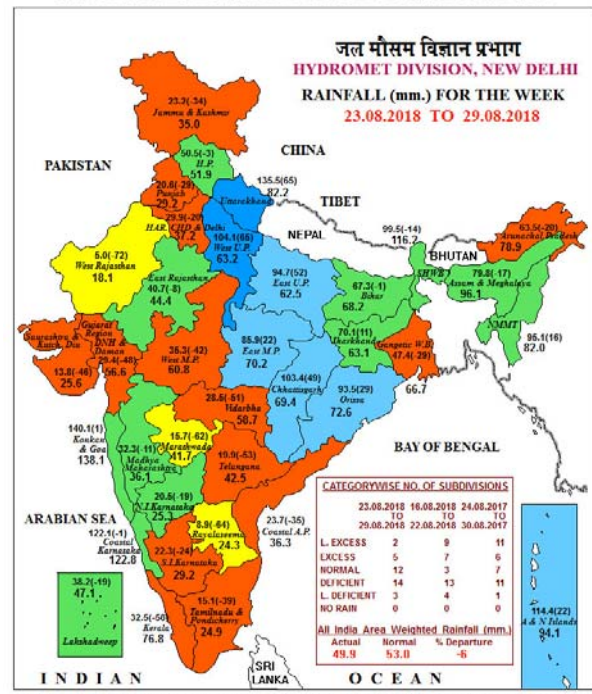 जल मौसम विज्ञान प्रभाग
HYDROMET DIVISION, NEW DELHI
RAINFALL (mm.) FOR THE WEEK
23.08.2018 TO 29.08.2018
23.2(-34)
Jammu & Kashmir
35.0
50.5(-3)
H.P.
51.9
CHINA
PAKISTAN
20.6(-29)
Punjab
29.2
135.5(65)
Uttarakhand
82.2
TIBET
29.9(-20)
HAR. CHD & Delhi
37.2
104.1(65)
West U.P.
63.2
NEPAL
99.5(-14)
116.2
SHWB
BHUTAN
63.5(-20)
Arunachal Pradesh
78.9
5.0(-72)
West Rajasthan
18.1
East Rajasthan
40.7(-8)
44.4
94.7(52)
East U.P.
62.5
67.3(-1)
Bihar
68.2
79.8(-17)
Assam & Meghalaya
96.1
NMMT
95.1(16)
82.0
Saurashtra & Kutch, Diu
13.8(-46)
25.6
Gujarat Region
DNH & Daman
29.4(-48)
56.6
35.3(-42)
West M.P.
60.8
85.9(22)
East M.P.
70.2
70.1(11)
Jharkhand
63.1
Gangetic W.B.
47.4(-29)
66.7
103.4(49)
Chhattisgarh
69.4
93.5(29)
Orissa
72.6
28.5(-51)
Vidarbha
58.7
140.1(1)
Konkan & Goa
138.1
32.3(-11)
Madhya Maharashtra
36.1
15.7(-62)
Marathwada
41.7
19.9(-53)
Telangana
42.5
BAY OF BENGAL
20.5(-19)
N.I.Karnataka
25.3
ARABIAN SEA
122.1(-1)
Coastal Karnataka
122.8
8.9(-64)
Rayalaseema
24.3
23.7(-35)
Coastal A.P.
36.3
22.3(-24)
S.I.Karnataka
29.2
38.2(-19)
47.1
Lakshadweep
32.5(-58)
Kerala
76.8
15.1(-39)
Tamilnadu & Pondicherry
24.9
114.4(22)
A & N Islands
94.1
CATEGORYWISE NO. OF SUBDIVISIONS
23.08.2018 16.08.2018 24.08.2017
TO TO TO
29.08.2018 22.08.2018 30.08.2017
L. EXCESS 2 9 11
EXCESS 5 7 6
NORMAL 12 3 7
DEFICIENT 14 13 11
L. DEFICIENT 3 4 1
NO RAIN 0 0 0
All India Area Weighted Rainfall (mm.)
Actual Normal % Departure
49.9 53.0 -6
SRI LANKA
INDIAN OCEAN